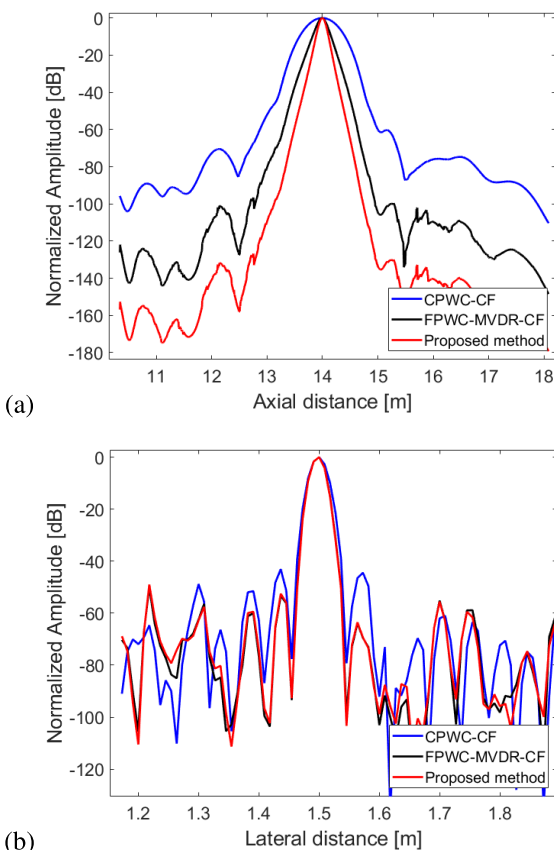 0
-20
-40
-60
-80
-100
-120
-140
-160
-180
Normalized Amplitude [dB]
CPWC-CF
FPWC-MVDR-CF
Proposed method
11 12 13 14 15 16 17 18
Axial distance [m]
(a)
0
-20
-40
-60
-80
-100
-120
Normalized Amplitude [dB]
CPWC-CF
FPWC-MVDR-CF
Proposed method
1.2 1.3 1.4 1.5 1.6 1.7 1.8
Lateral distance [m]
(b)